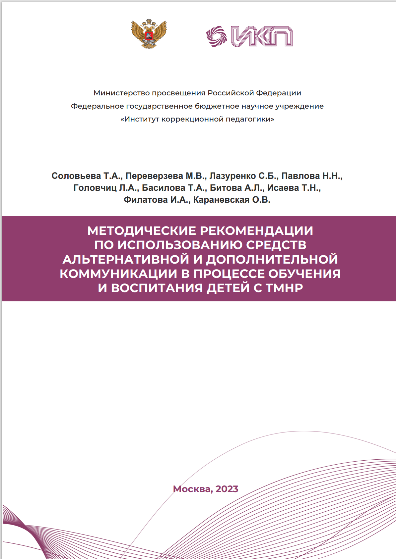 ИКП
Министерство просвещения Российской Федерации
Федеральное государственное бюджетное научное учреждение
«Институт коррекционной педагогики»
Соловьева Т.А., Переверзева М.В., Лазуренко С.Б., Павлова Н.Н.,
Головчиц Л.А., Басилова Т.А., Битова А.Л., Исаева Т.Н.,
Филатова И.А., Караневская О.В.
МЕТОДИЧЕСКИЕ РЕКОМЕНДАЦИИ
ПО ИСПОЛЬЗОВАНИЮ СРЕДСТВ
АЛЬТЕРНАТИВНОЙ И ДОПОЛНИТЕЛЬНОЙ
КОММУНИКАЦИИ В ПРОЦЕССЕ ОБУЧЕНИЯ
И ВОСПИТАНИЯ ДЕТЕЙ С ТМНР
Москва, 2023